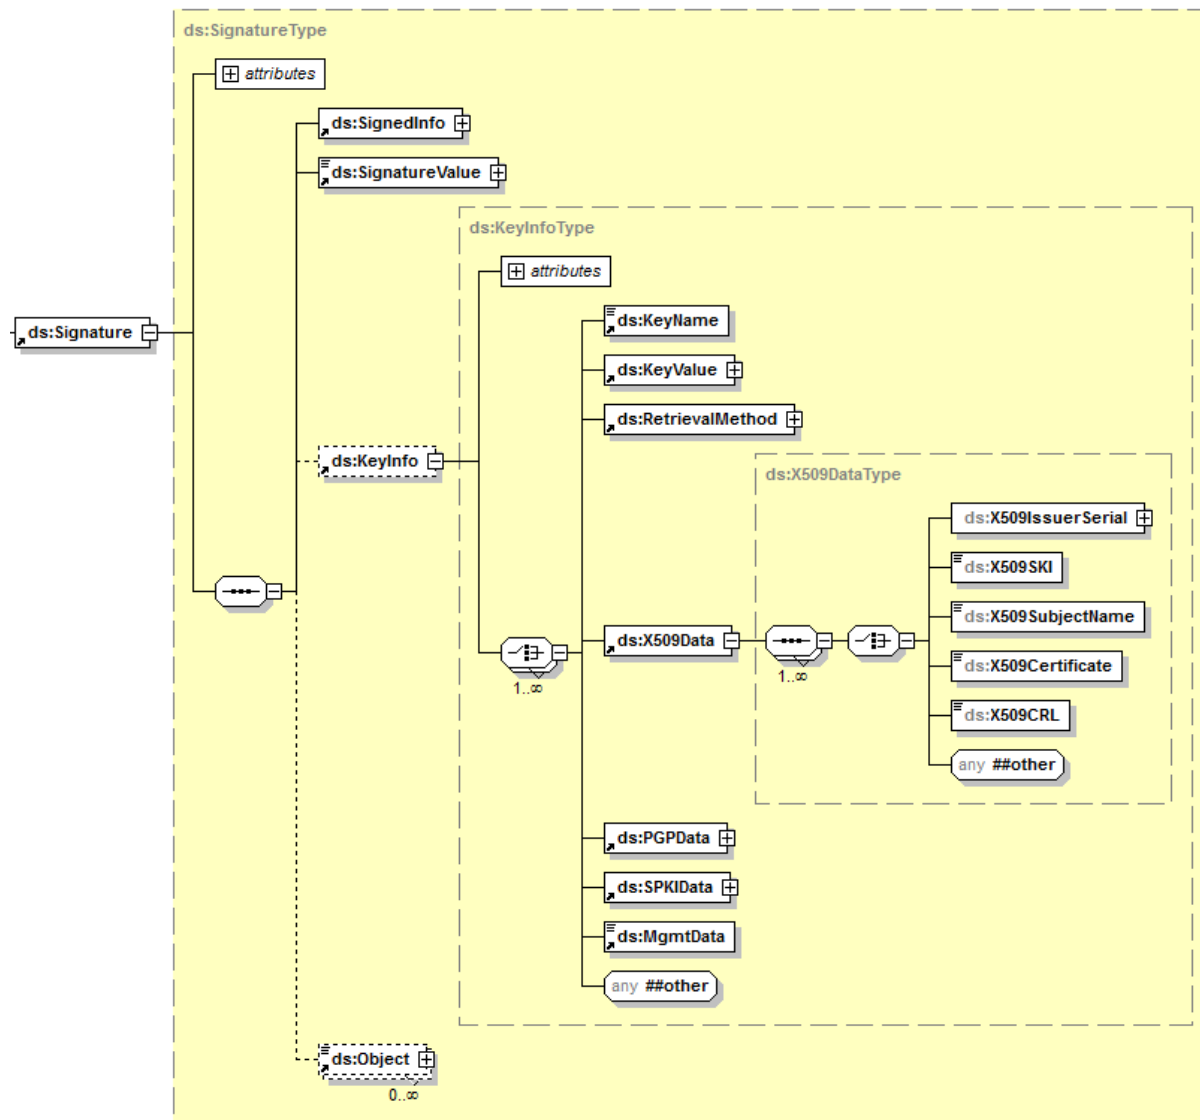 ds:SignatureType
attributes
ds:SignedInfo
ds:SignatureValue
ds:KeyInfoType
attributes
ds:KeyName
ds:Signature
ds:KeyValue
ds:RetrievalMethod
ds:KeyInfo
ds:X509DataType
ds:X509IssuerSerial
ds:X509SKI
ds:X509SubjectName
ds:X509Data
ds:X509Certificate
1..∞
1..∞
ds:X509CRL
any ##other
ds:PGPData
ds:SPKIData
ds:MgmtData
any ##other
ds:Object
0..∞